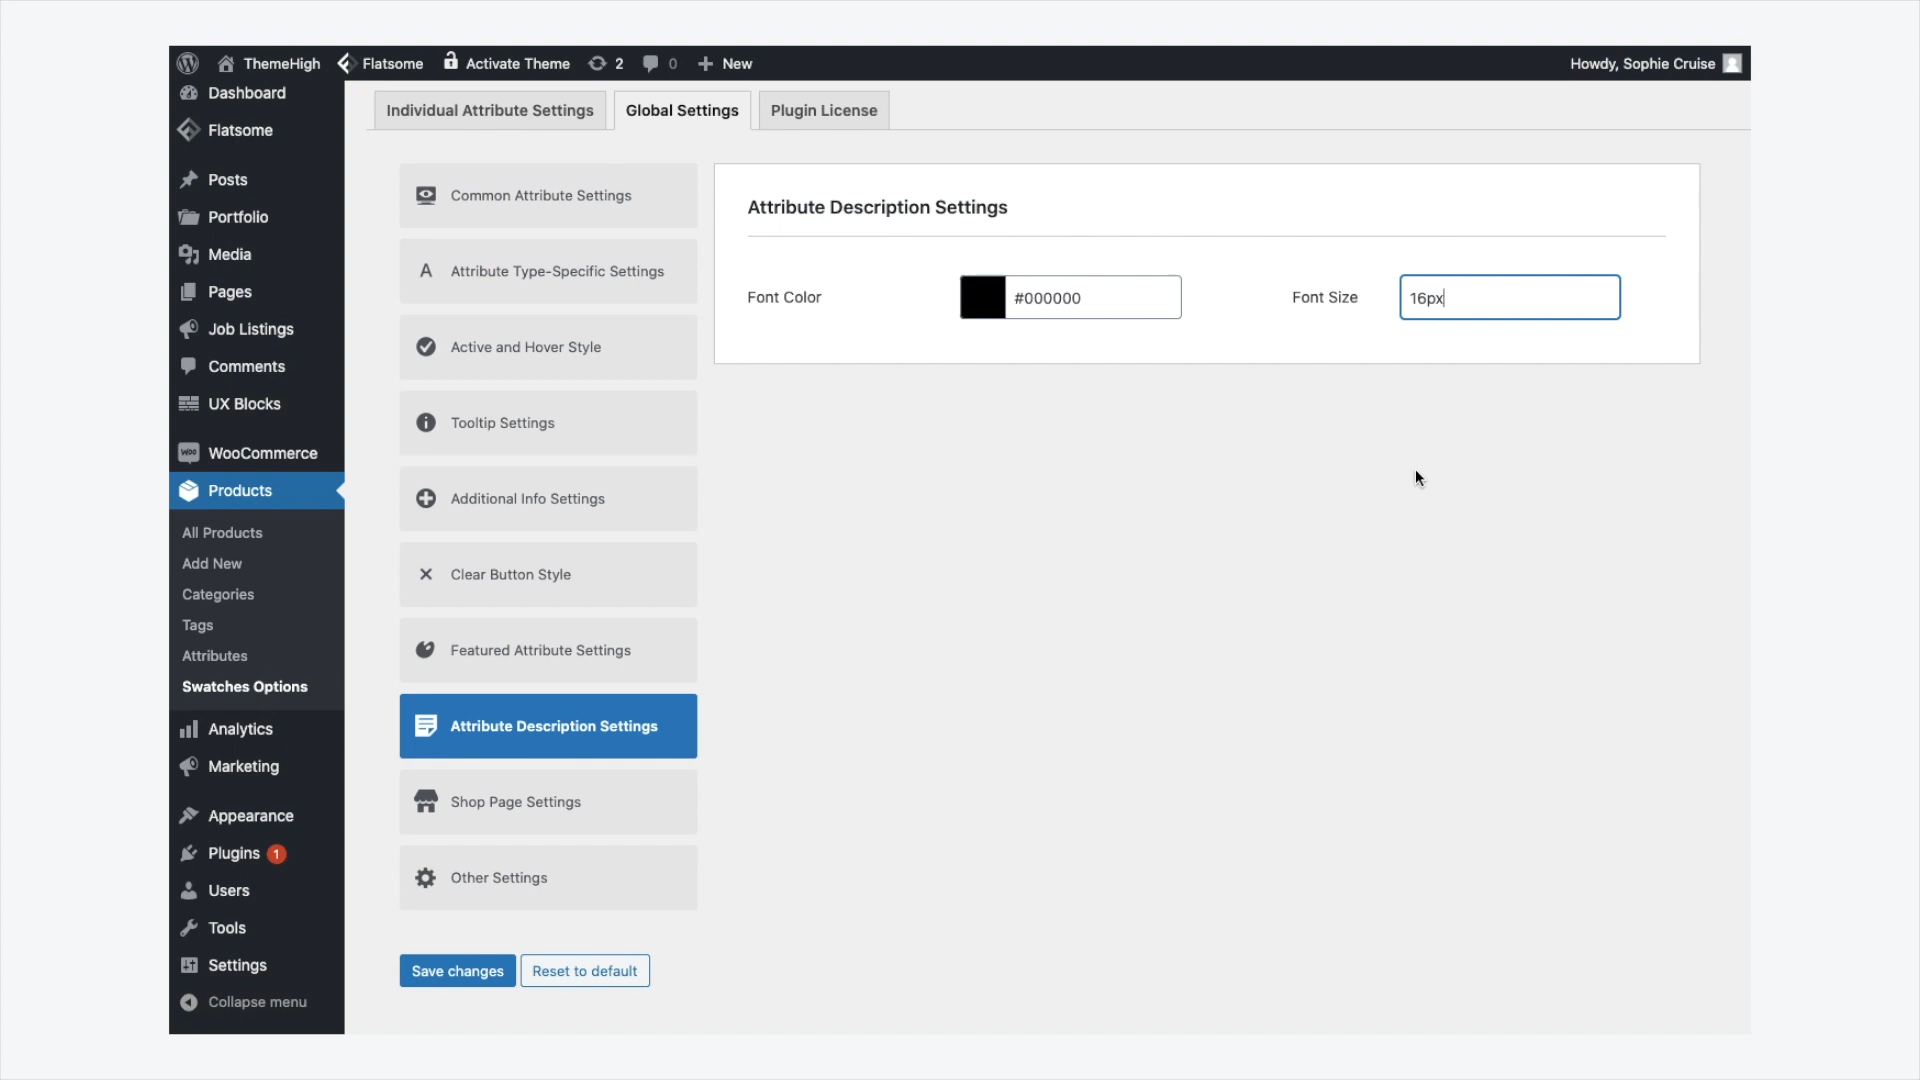 ThemeHigh Flatsome Activate Theme 2 0 New Howdy, Sophie Cruise
Dashboard
Flatsome
Posts
Portfolio
Media
Pages
Job Listings
Comments
UX Blocks
WooCommerce
Products
All Products
Add New
Categories
Tags
Attributes
Swatches Options
Analytics
Marketing
Appearance
Plugins 1
Users
Tools
Settings
Collapse menu
Individual Attribute Settings Global Settings Plugin License
Common Attribute Settings
A Attribute Type-Specific Settings
Active and Hover Style
Tooltip Settings
Additional Info Settings
Clear Button Style
Featured Attribute Settings
Attribute Description Settings
Shop Page Settings
Other Settings
Save changes Reset to default
Attribute Description Settings
Font Color #000000 Font Size 16px